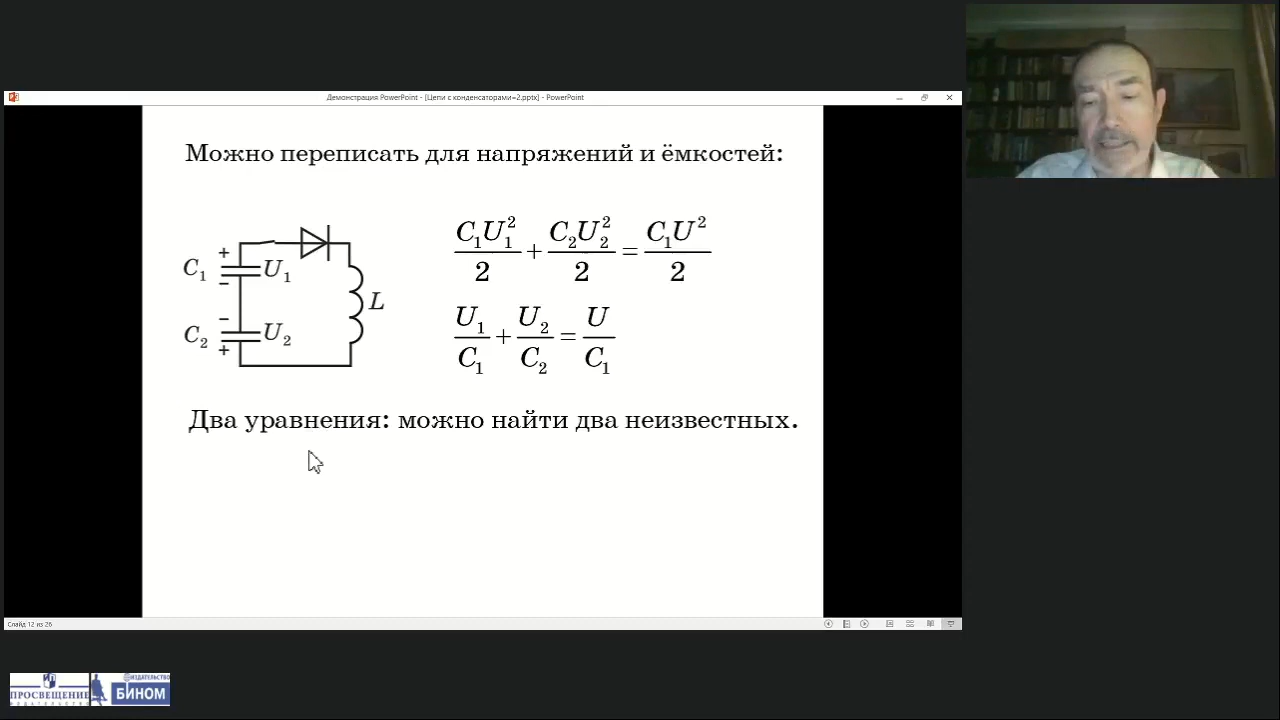 Демонстрация PowerPoint - [Цепи с конденсаторами=2.pptx] - PowerPoint
Можно переписать для напряжений и ёмкостей:
C₁U₁²/2 + C₂U₂²/2 = C₁U²/2
+
C₁ U₁
−
L
U₁/C₁ + U₂/C₂ = U/C₁
−
C₂ U₂
+
Два уравнения: можно найти два неизвестных.
Слайд 12 из 26
ПРОСВЕЩЕНИЕ
ИЗДАТЕЛЬСТВО
ИЗДАТЕЛЬСТВО
БИНОМ